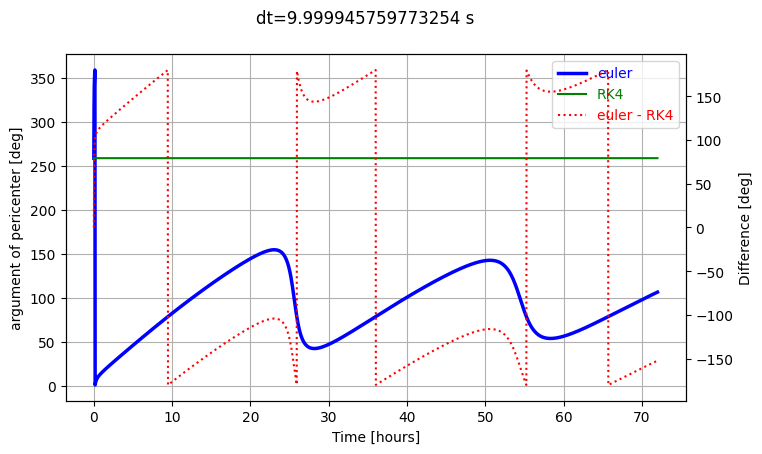 dt=9.999945759773254 s
argument of pericenter [deg]
350
300
250
200
150
100
50
0
euler
RK4
euler - RK4
150
100
50
0
−50
−100
−150
Difference [deg]
0 10 20 30 40 50 60 70
Time [hours]